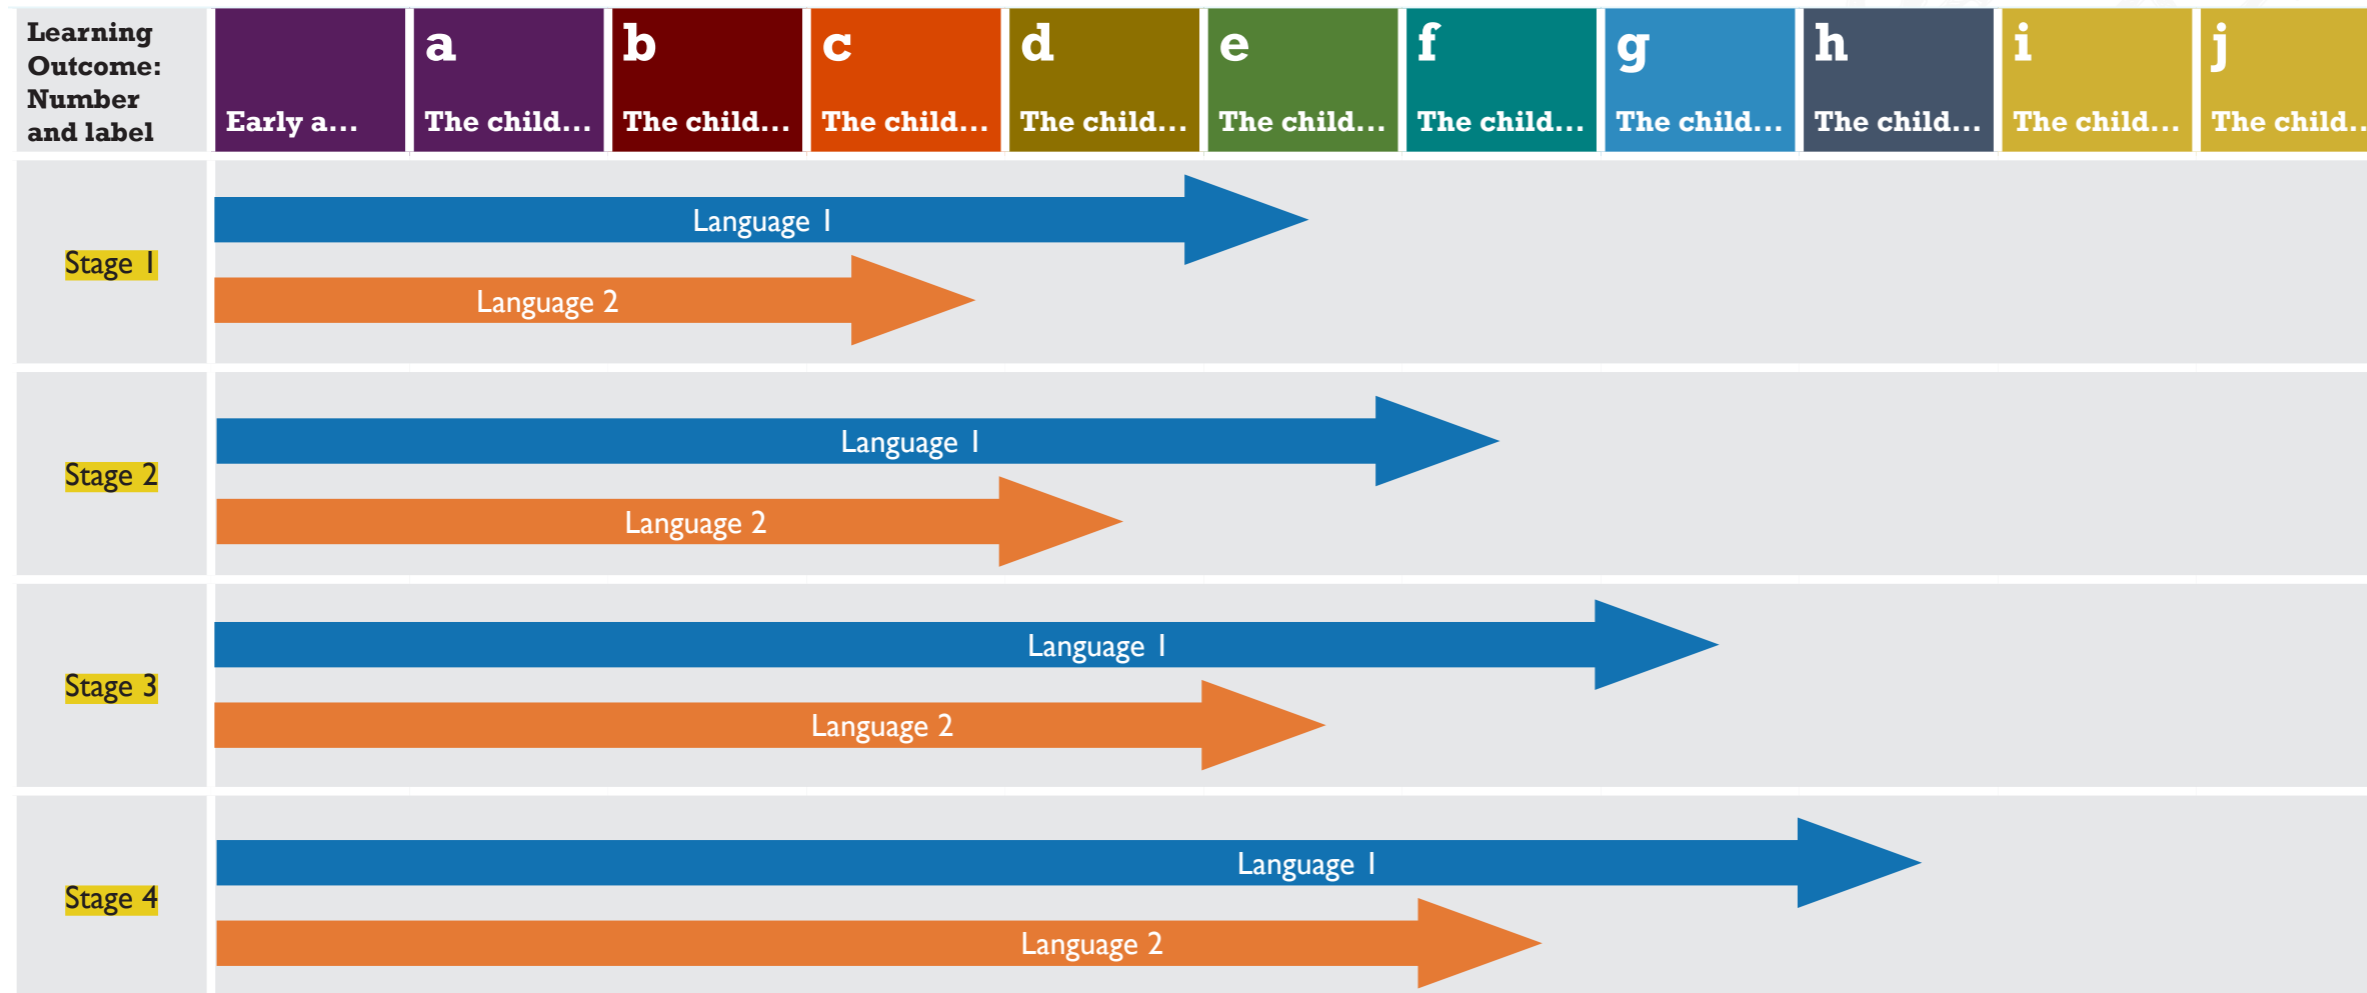 Learning
Outcome:
Number
and label
Early a...
a
The child...
b
The child...
c
The child...
d
The child...
e
The child...
f
The child...
g
The child...
h
The child...
i
The child...
j
The child..
Stage 1
Language 1
Language 2
Stage 2
Language 1
Language 2
Stage 3
Language 1
Language 2
Stage 4
Language 1
Language 2